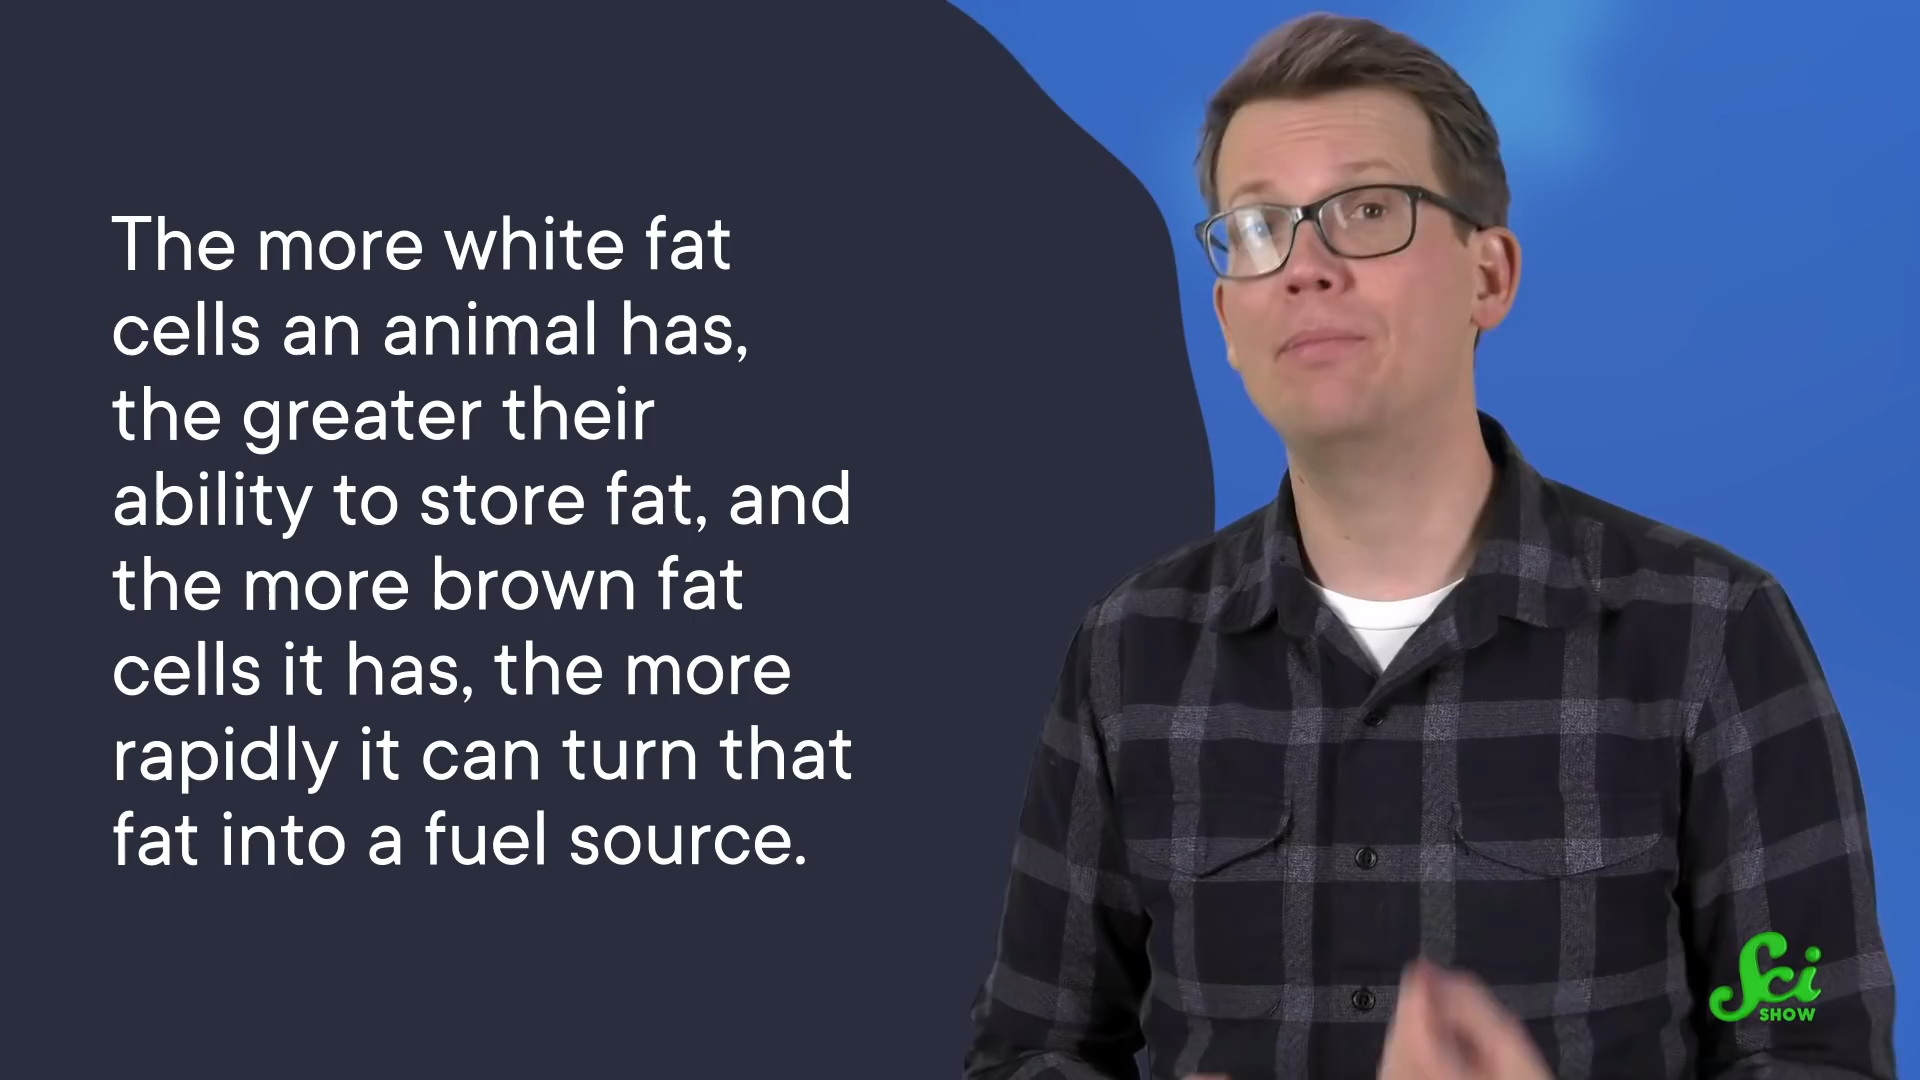 The more white fat
cells an animal has,
the greater their
ability to store fat, and
the more brown fat
cells it has, the more
rapidly it can turn that
fat into a fuel source.
Sci
SHOW